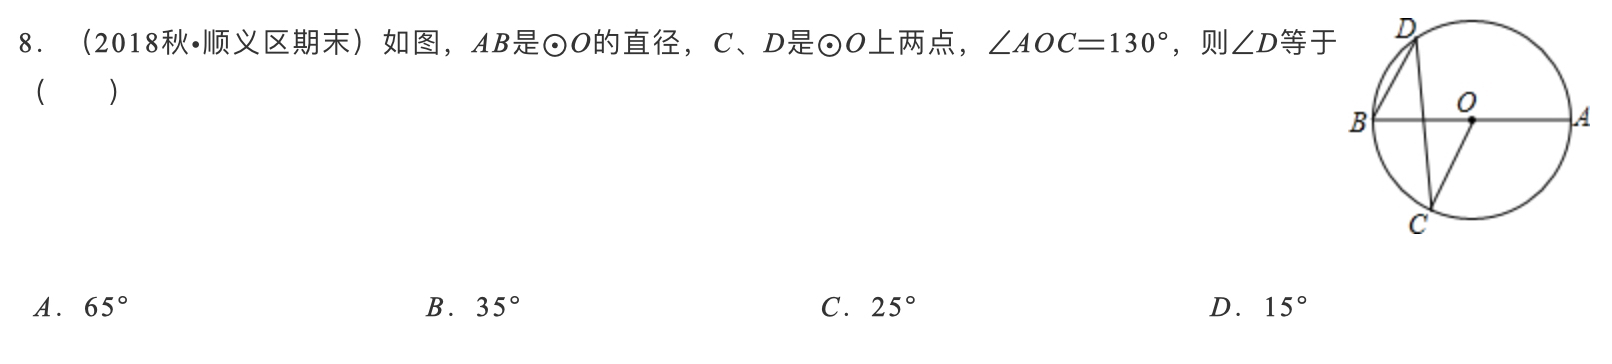 8. （2018秋•顺义区期末）如图，AB是⊙O的直径，C、D是⊙O上两点，∠AOC＝130°，则∠D等于
（　　）
D
O
B
A
C
A．65°　B．35°　C．25°　D．15°